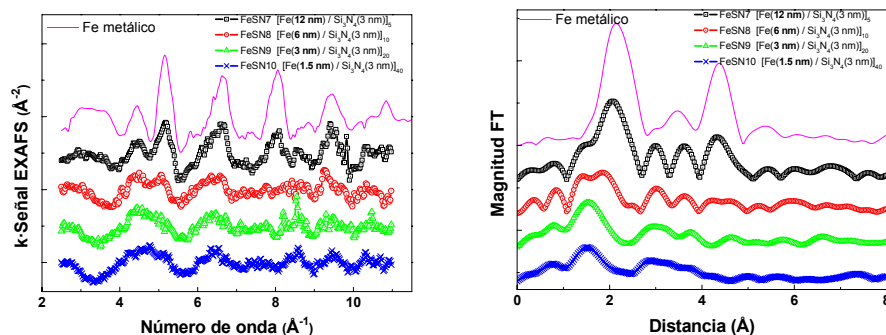 Fe metálico
FeSN7 [Fe(12 nm) / Si3N4(3 nm)]5
FeSN8 [Fe(6 nm) / Si3N4(3 nm)]10
FeSN9 [Fe(3 nm) / Si3N4(3 nm)]20
FeSN10 [Fe(1.5 nm) / Si3N4(3 nm)]40
k·Señal EXAFS (Å-2)
2 4 6 8 10
Número de onda (Å-1)
Fe metálico
FeSN7 [Fe(12 nm) / Si3N4(3 nm)]5
FeSN8 [Fe(6 nm) / Si3N4(3 nm)]10
FeSN9 [Fe(3 nm) / Si3N4(3 nm)]20
FeSN10 [Fe(1.5 nm) / Si3N4(3 nm)]40
Magnitud FT
0 2 4 6 8
Distancia (Å)